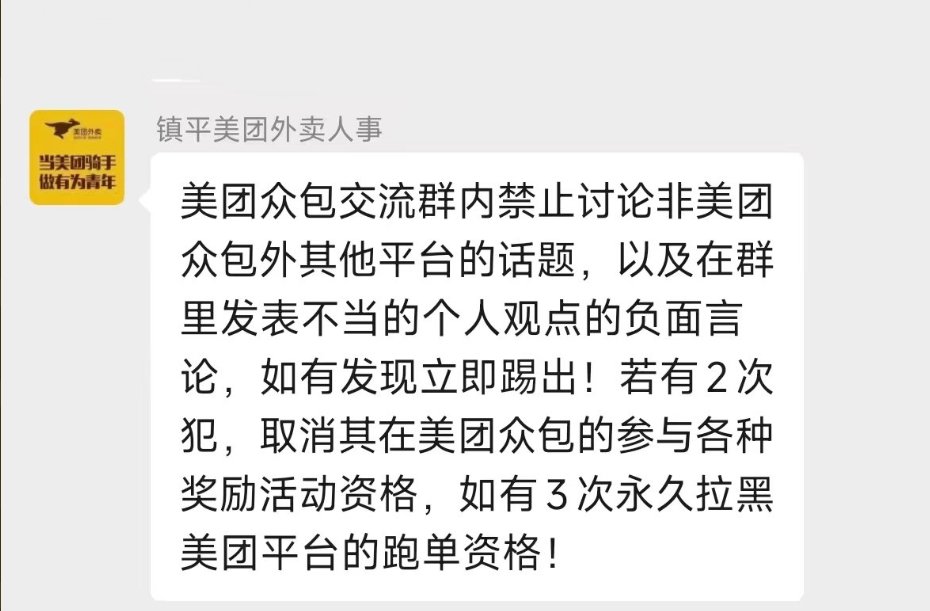 镇平美团外卖人事
美团外卖
当美团骑手
做有为青年
美团众包交流群内禁止讨论非美团
众包外其他平台的话题，以及在群
里发表不当的个人观点的负面言
论，如有发现立即踢出！若有2次
犯，取消其在美团众包的参与各种
奖励活动资格，如有3次永久拉黑
美团平台的跑单资格！